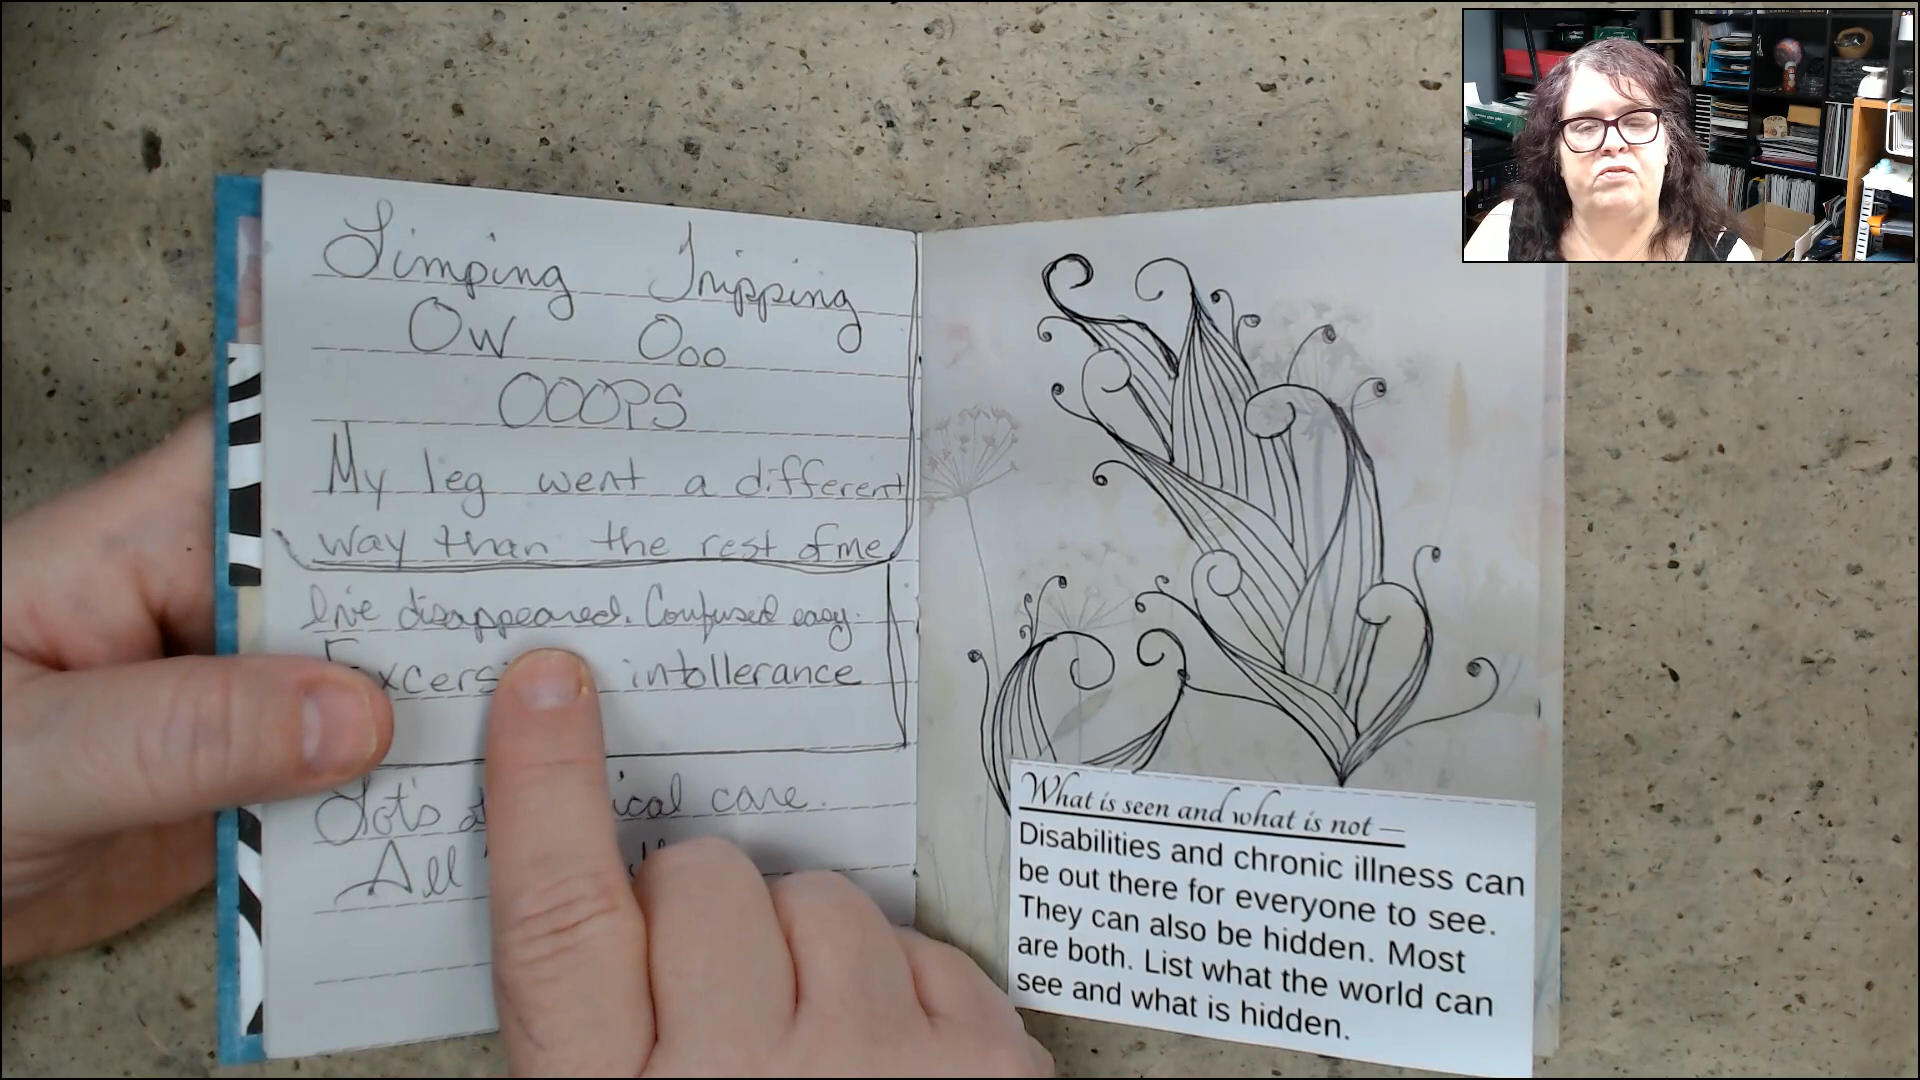 Limping Tripping
Ow Ooo
OOOPS
My leg went a different
way than the rest of me
I've disappeared. Confused easy.
intollerance
Lot's care.
All
What is seen and what is not —
Disabilities and chronic illness can
be out there for everyone to see.
They can also be hidden. Most
are both. List what the world can
see and what is hidden.